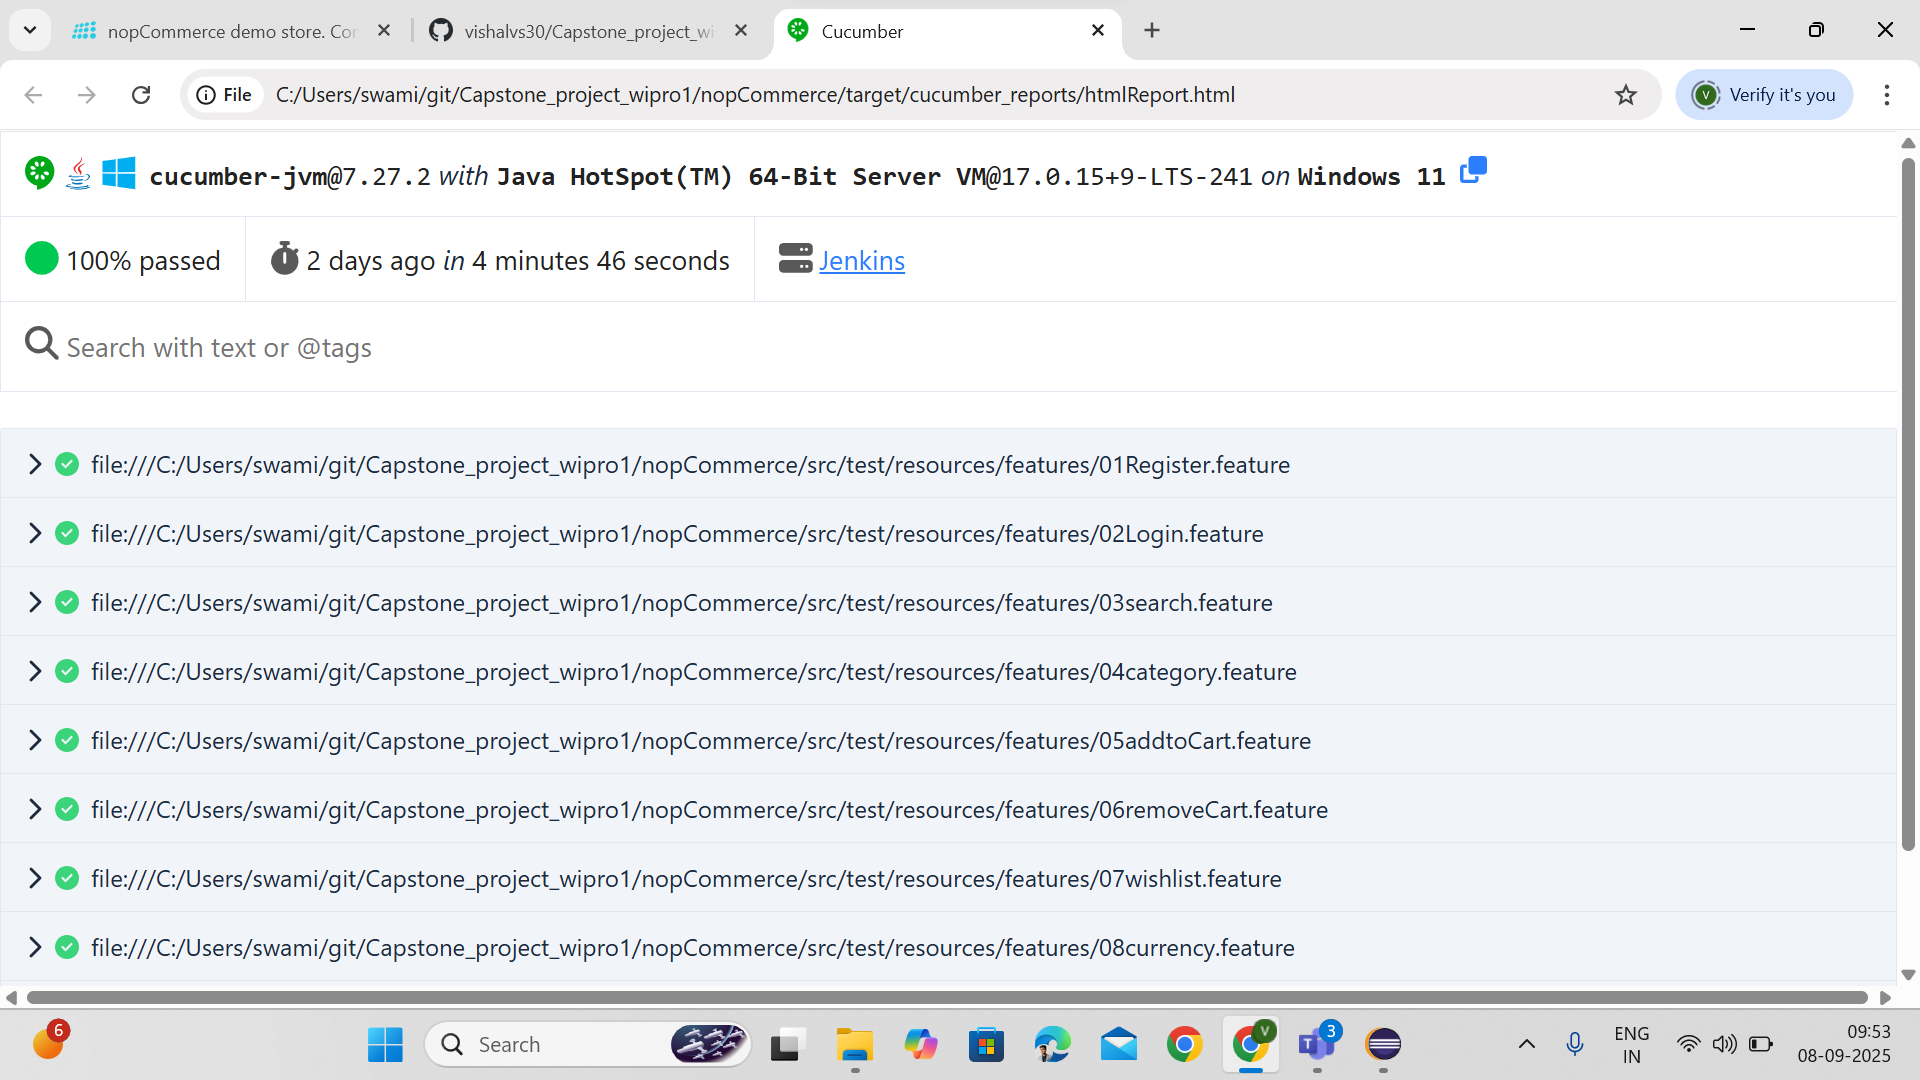 nopCommerce demo store. Cor
vishalvs30/Capstone_project_wi
Cucumber
File
C:/Users/swami/git/Capstone_project_wipro1/nopCommerce/target/cucumber_reports/htmlReport.html
V
Verify it's you
cucumber-jvm@7.27.2 with Java HotSpot(TM) 64-Bit Server VM@17.0.15+9-LTS-241 on Windows 11
100% passed
2 days ago in 4 minutes 46 seconds
Jenkins
Search with text or @tags
file:///C:/Users/swami/git/Capstone_project_wipro1/nopCommerce/src/test/resources/features/01Register.feature
file:///C:/Users/swami/git/Capstone_project_wipro1/nopCommerce/src/test/resources/features/02Login.feature
file:///C:/Users/swami/git/Capstone_project_wipro1/nopCommerce/src/test/resources/features/03search.feature
file:///C:/Users/swami/git/Capstone_project_wipro1/nopCommerce/src/test/resources/features/04category.feature
file:///C:/Users/swami/git/Capstone_project_wipro1/nopCommerce/src/test/resources/features/05addtoCart.feature
file:///C:/Users/swami/git/Capstone_project_wipro1/nopCommerce/src/test/resources/features/06removeCart.feature
file:///C:/Users/swami/git/Capstone_project_wipro1/nopCommerce/src/test/resources/features/07wishlist.feature
file:///C:/Users/swami/git/Capstone_project_wipro1/nopCommerce/src/test/resources/features/08currency.feature
6
Search
V
T
3
ENG
IN
09:53
08-09-2025